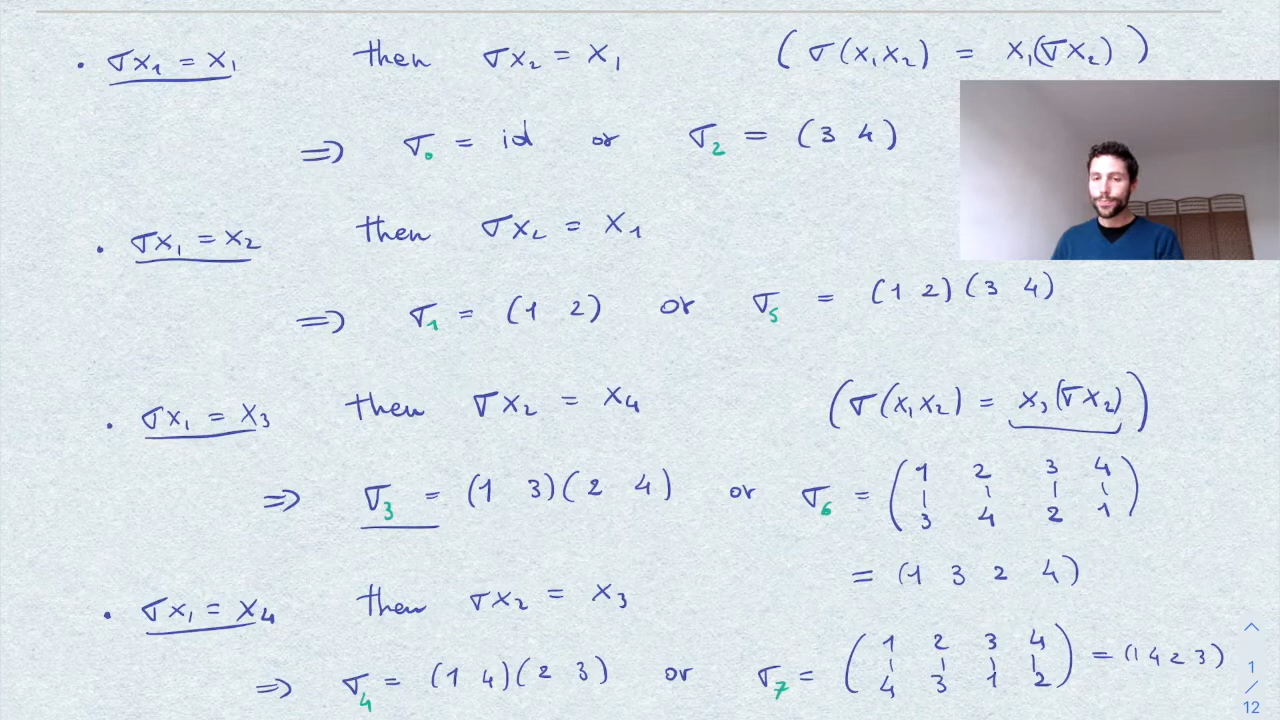 • σx₁ = x₁ then σx₂ = x₁ ( σ(x₁x₂) = x₁(σx₂) )
⇒ σ₀ = id or σ₂ = (3 4)
• σx₁ = x₂ then σx₂ = x₁
⇒ σ₁ = (1 2) or σ₅ = (1 2)(3 4)
• σx₁ = x₃ then σx₂ = x₄ ( σ(x₁x₂) = x₃(σx₂) )
⇒ σ₃ = (1 3)(2 4) or σ₆ = ( 1 2 3 4
3 4 2 1 )
= (1 3 2 4)
• σx₁ = x₄ then σx₂ = x₃
⇒ σ₄ = (1 4)(2 3) or σ₇ = ( 1 2 3 4
4 3 1 2 ) = (1 4 2 3)
1
/
12